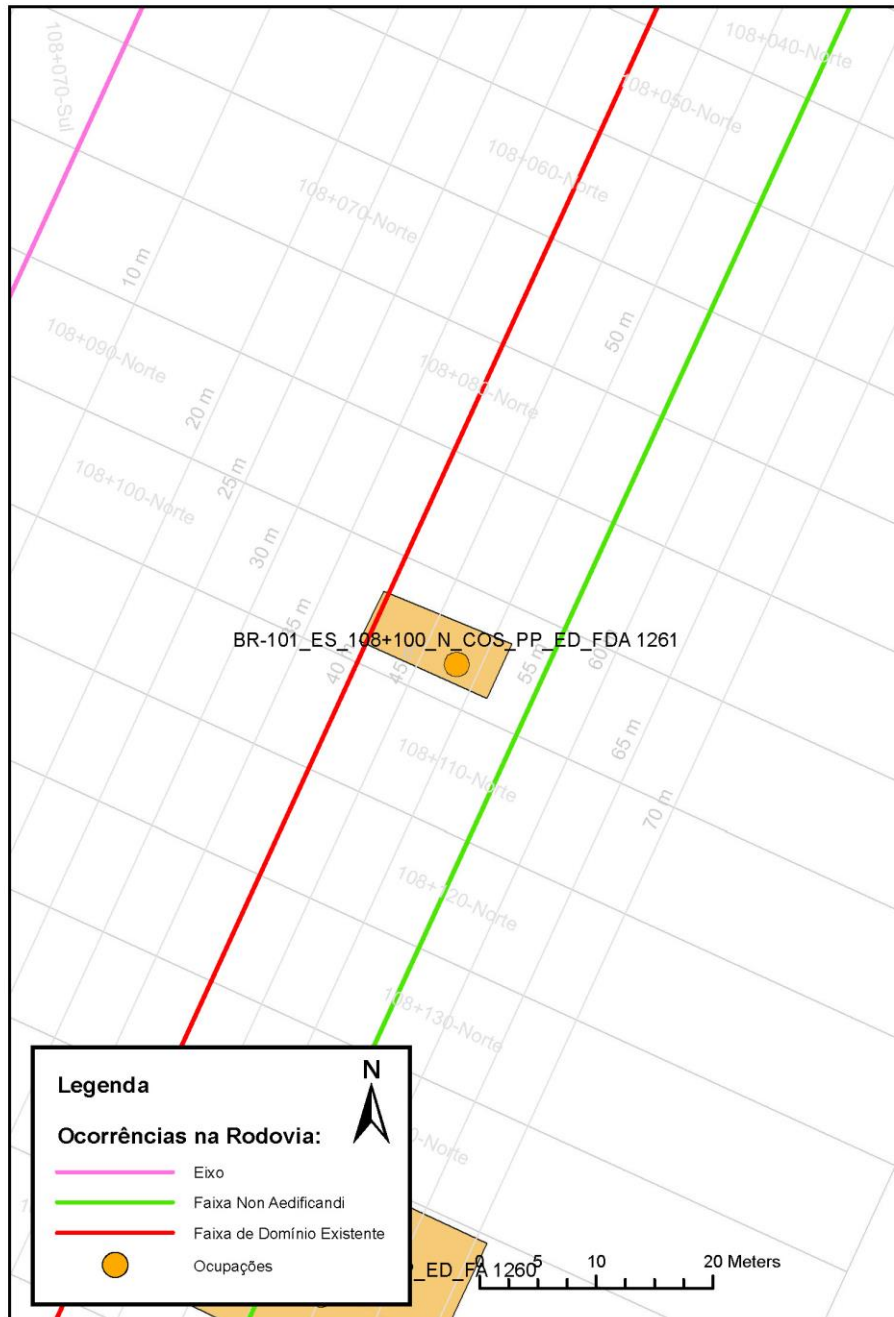 108+040-Norte
108+070-Sul
108+050-Norte
108+060-Norte
108+070-Norte
10 m
50 m
108+090-Norte
108+080-Norte
20 m
25 m
108+100-Norte
30 m
35 m
BR-101_ES_108+100_N_COS_PP_ED_FDA 1261
40 m
55 m
65 m
108+110-Norte
70 m
108+120-Norte
108+130-Norte
Legenda
N
Ocorrências na Rodovia:
Eixo
Faixa Non Aedificandi
Faixa de Domínio Existente
Ocupações
0-Norte
_ED_FA 1260
0 5 10 20 Meters